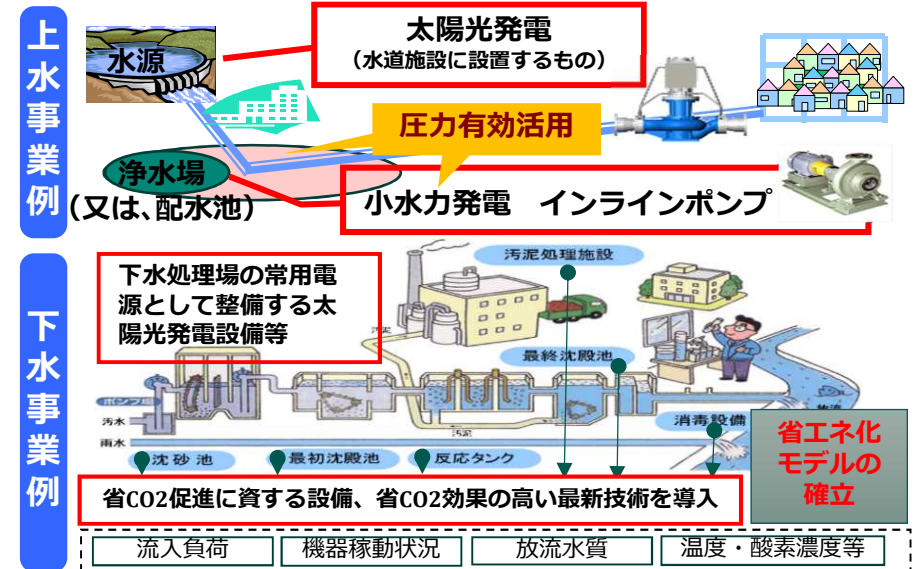 上水事業例
水源
太陽光発電
(水道施設に設置するもの)
圧力有効活用
浄水場
(又は、配水池)
小水力発電　インラインポンプ
下水事業例
下水処理場の常用電
源として整備する太
陽光発電設備等
汚泥処理施設
汚泥
最終沈殿池
ポンプ場
汚水
雨水
汚泥
消毒設備
放流
沈砂池
最初沈殿池
反応タンク
省エネ化
モデルの
確立
省CO2促進に資する設備、省CO2効果の高い最新技術を導入
流入負荷
機器稼動状況
放流水質
温度・酸素濃度等